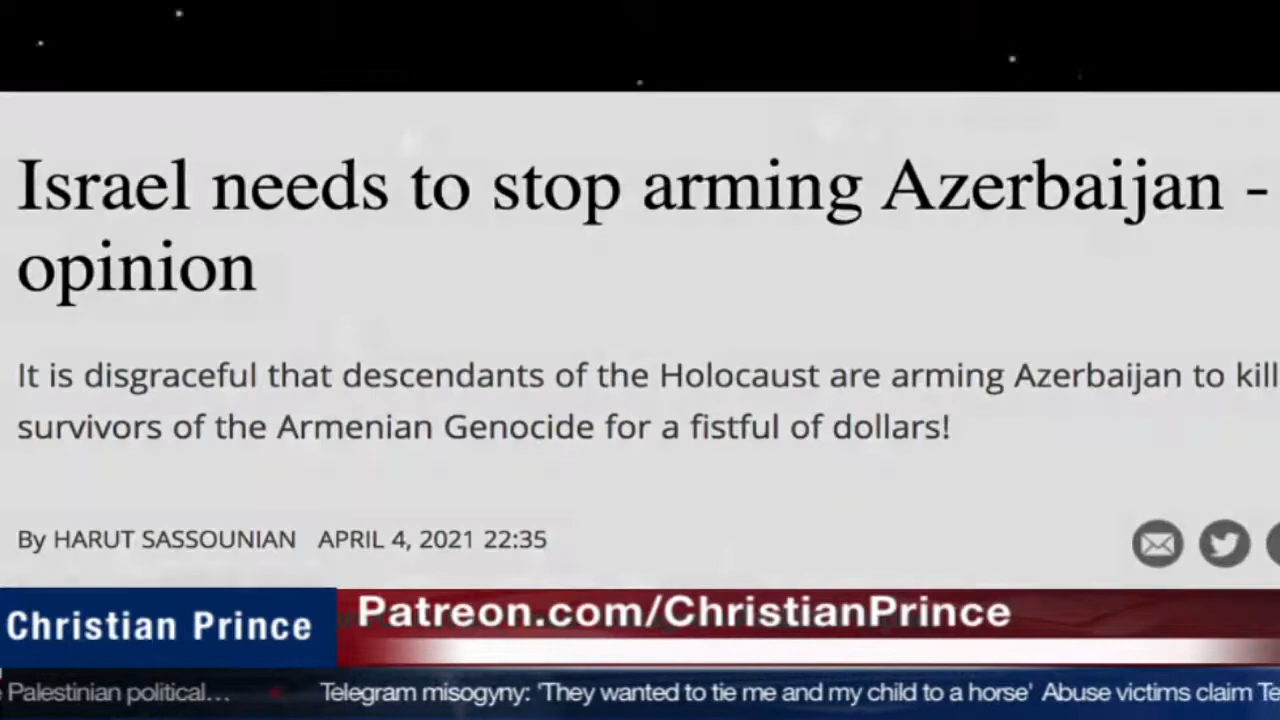 Israel needs to stop arming Azerbaijan -
opinion
It is disgraceful that descendants of the Holocaust are arming Azerbaijan to kill
survivors of the Armenian Genocide for a fistful of dollars!
By HARUT SASSOUNIAN APRIL 4, 2021 22:35
Christian Prince
Patreon.com/ChristianPrince
Palestinian political... Telegram misogyny: 'They wanted to tie me and my child to a horse' Abuse victims claim Te